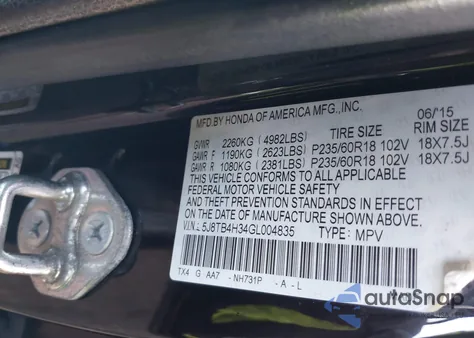 MFD.BY HONDA OF AMERICA MFG.,INC. 06/'15
GVWR 2260KG (4982LBS) TIRE SIZE RIM SIZE
GAWR F 1190KG (2623LBS) P235/60R18 102V 18X7.5J
GAWR R 1080KG (2381LBS) P235/60R18 102V 18X7.5J
THIS VEHICLE CONFORMS TO ALL APPLICABLE
FEDERAL MOTOR VEHICLE SAFETY
AND THEFT PREVENTION STANDARDS IN EFFECT ON
THE DATE OF MANUFACTURE SHOWN ABOVE.
V.I.N.: 5J8TB4H34GL004835 TYPE: MPV
TX4 G AA7 - NH731P - A - L
autoSnap